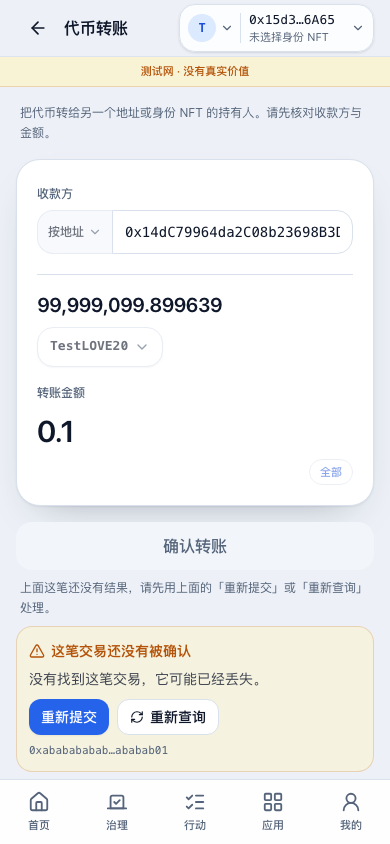 代币转账
T
0x15d3…6A65
未选择身份 NFT
测试网 · 没有真实价值
把代币转给另一个地址或身份 NFT 的持有人。请先核对收款方与
金额。
收款方
按地址
0x14dC79964da2C08b23698B3D
99,999,099.899639
TestLOVE20
转账金额
0.1
全部
确认转账
上面这笔还没有结果，请先用上面的「重新提交」或「重新查询」
处理。
这笔交易还没有被确认
没有找到这笔交易，它可能已经丢失。
重新提交
重新查询
0xababababab…ababab01
首页
治理
行动
应用
我的